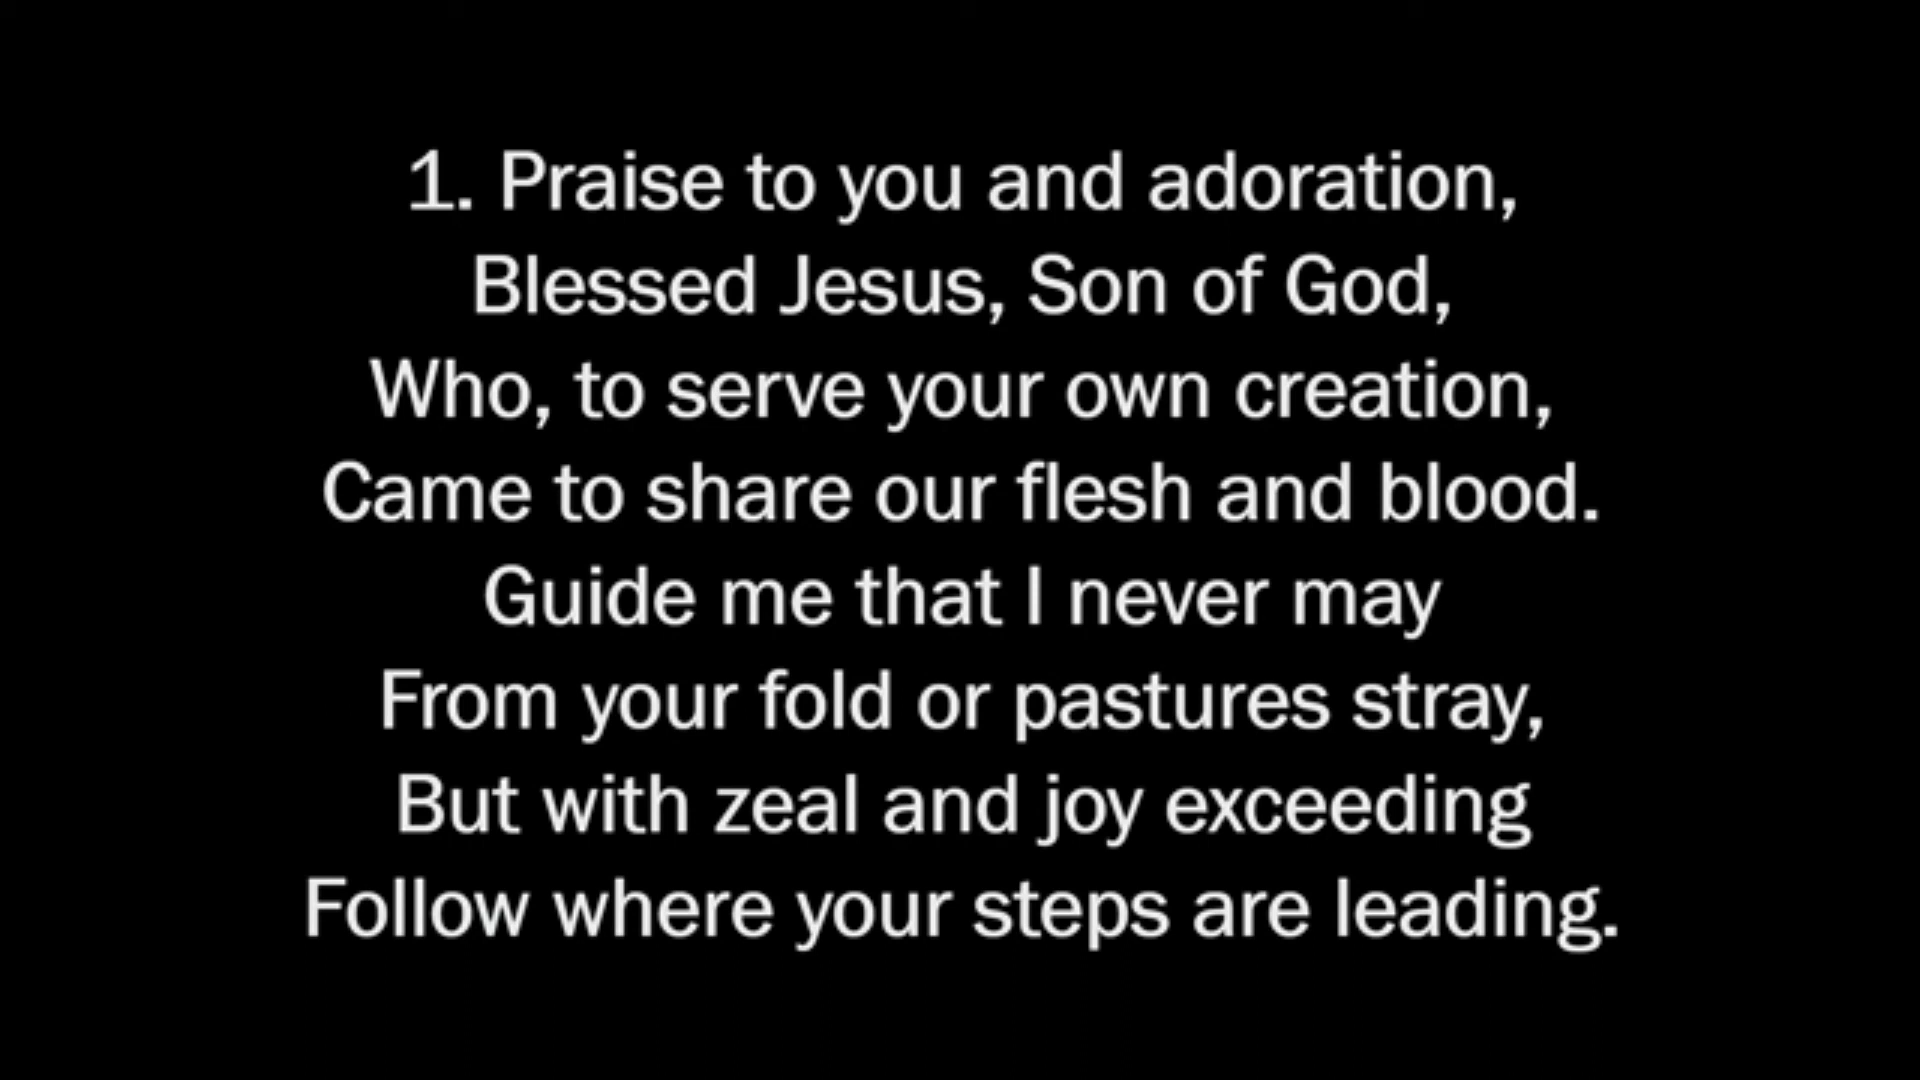 1. Praise to you and adoration,
Blessed Jesus, Son of God,
Who, to serve your own creation,
Came to share our flesh and blood.
Guide me that I never may
From your fold or pastures stray,
But with zeal and joy exceeding
Follow where your steps are leading.